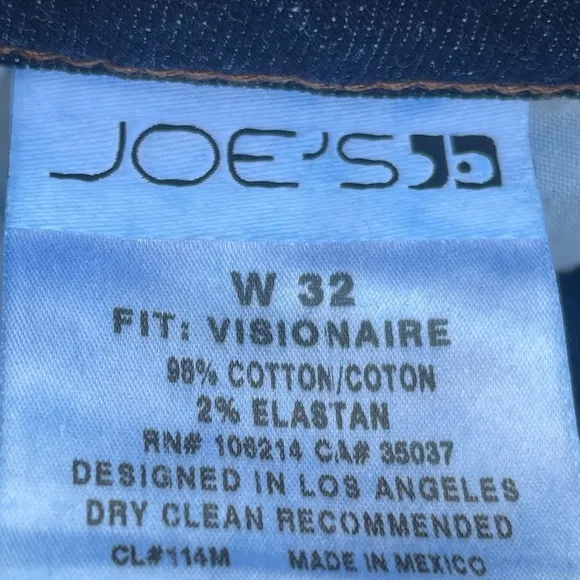 JOE'S
W 32
FIT: VISIONAIRE
98% COTTON/COTON
2% ELASTAN
RN# 106214 CA# 35037
DESIGNED IN LOS ANGELES
DRY CLEAN RECOMMENDED
CL#114M MADE IN MEXICO